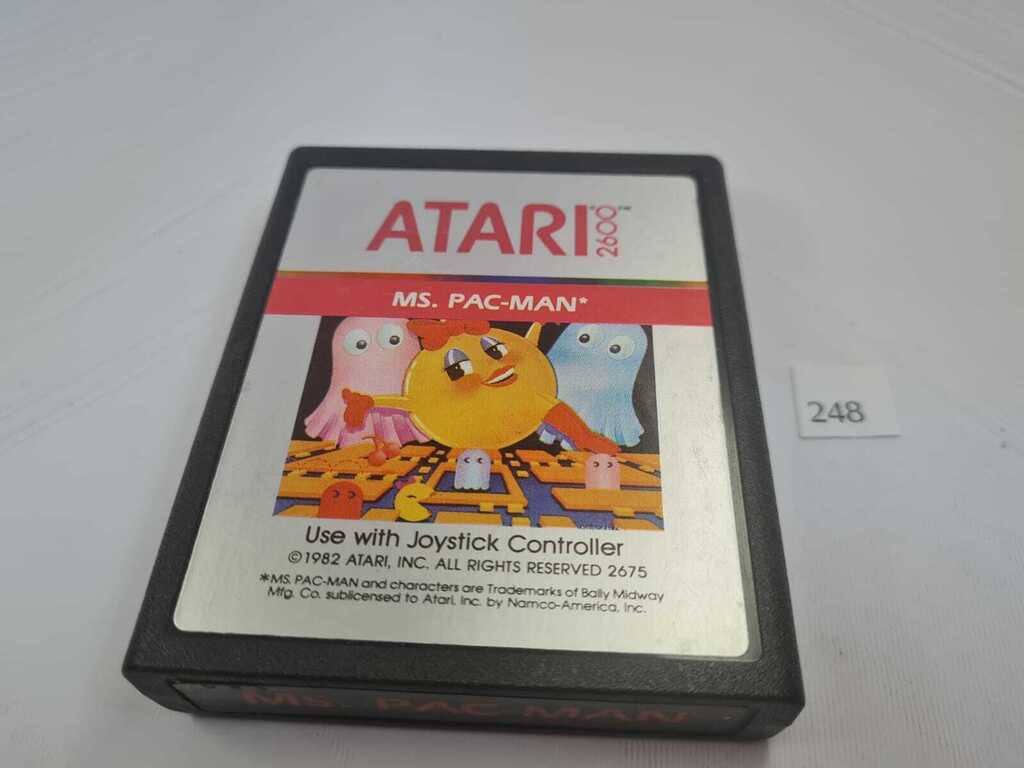 ATARI 2600™
MS. PAC-MAN*
Use with Joystick Controller
©1982 ATARI, INC. ALL RIGHTS RESERVED 2675
*MS. PAC-MAN and characters are Trademarks of Bally Midway
Mfg. Co. sublicensed to Atari, Inc. by Namco-America, Inc.
MS. PAC-MAN
248